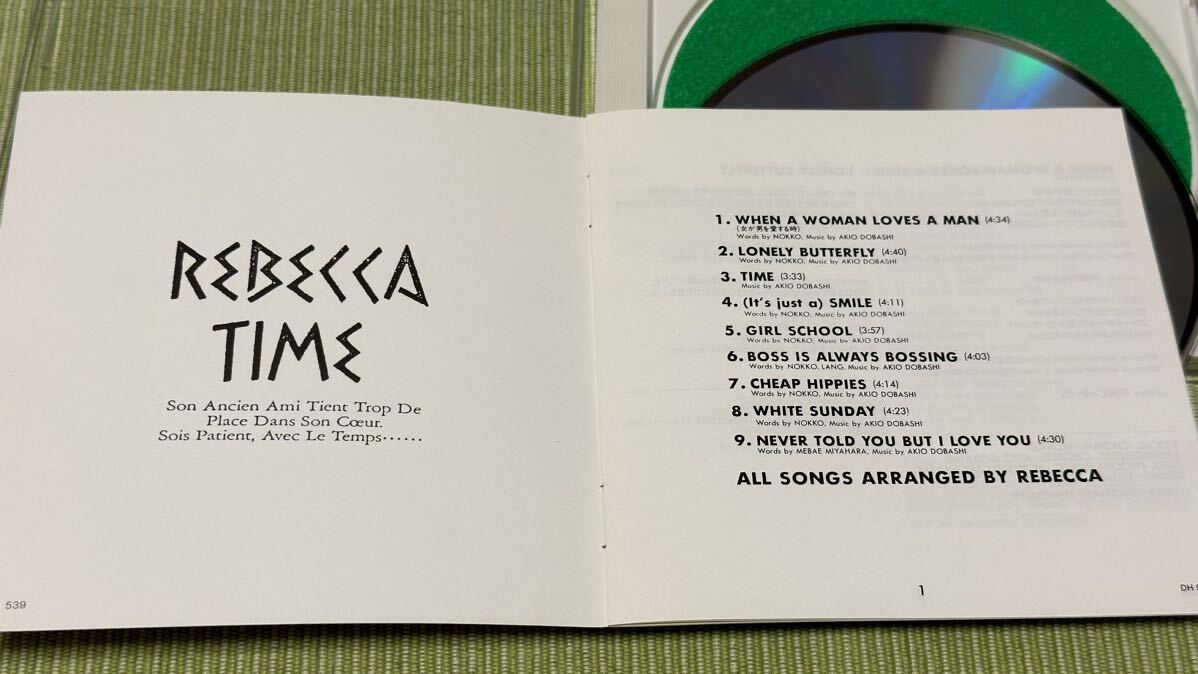 REBECCA
TIME
Son Ancien Ami Tient Trop De
Place Dans Son Cœur.
Sois Patient, Avec Le Temps……
539
1. WHEN A WOMAN LOVES A MAN (4:34)
(女が男を愛する時)
Words by NOKKO, Music by AKIO DOBASHI
2. LONELY BUTTERFLY (4:40)
Words by NOKKO, Music by AKIO DOBASHI
3. TIME (3:33)
Music by AKIO DOBASHI
4. (It's just a) SMILE (4:11)
Words by NOKKO, Music by AKIO DOBASHI
5. GIRL SCHOOL (3:57)
Words by NOKKO, Music by AKIO DOBASHI
6. BOSS IS ALWAYS BOSSING (4:03)
Words by NOKKO, LANG, Music by AKIO DOBASHI
7. CHEAP HIPPIES (4:14)
Words by NOKKO, Music by AKIO DOBASHI
8. WHITE SUNDAY (4:23)
Words by NOKKO, Music by AKIO DOBASHI
9. NEVER TOLD YOU BUT I LOVE YOU (4:30)
Words by MEBAE MIYAHARA, Music by AKIO DOBASHI
ALL SONGS ARRANGED BY REBECCA
1
DH